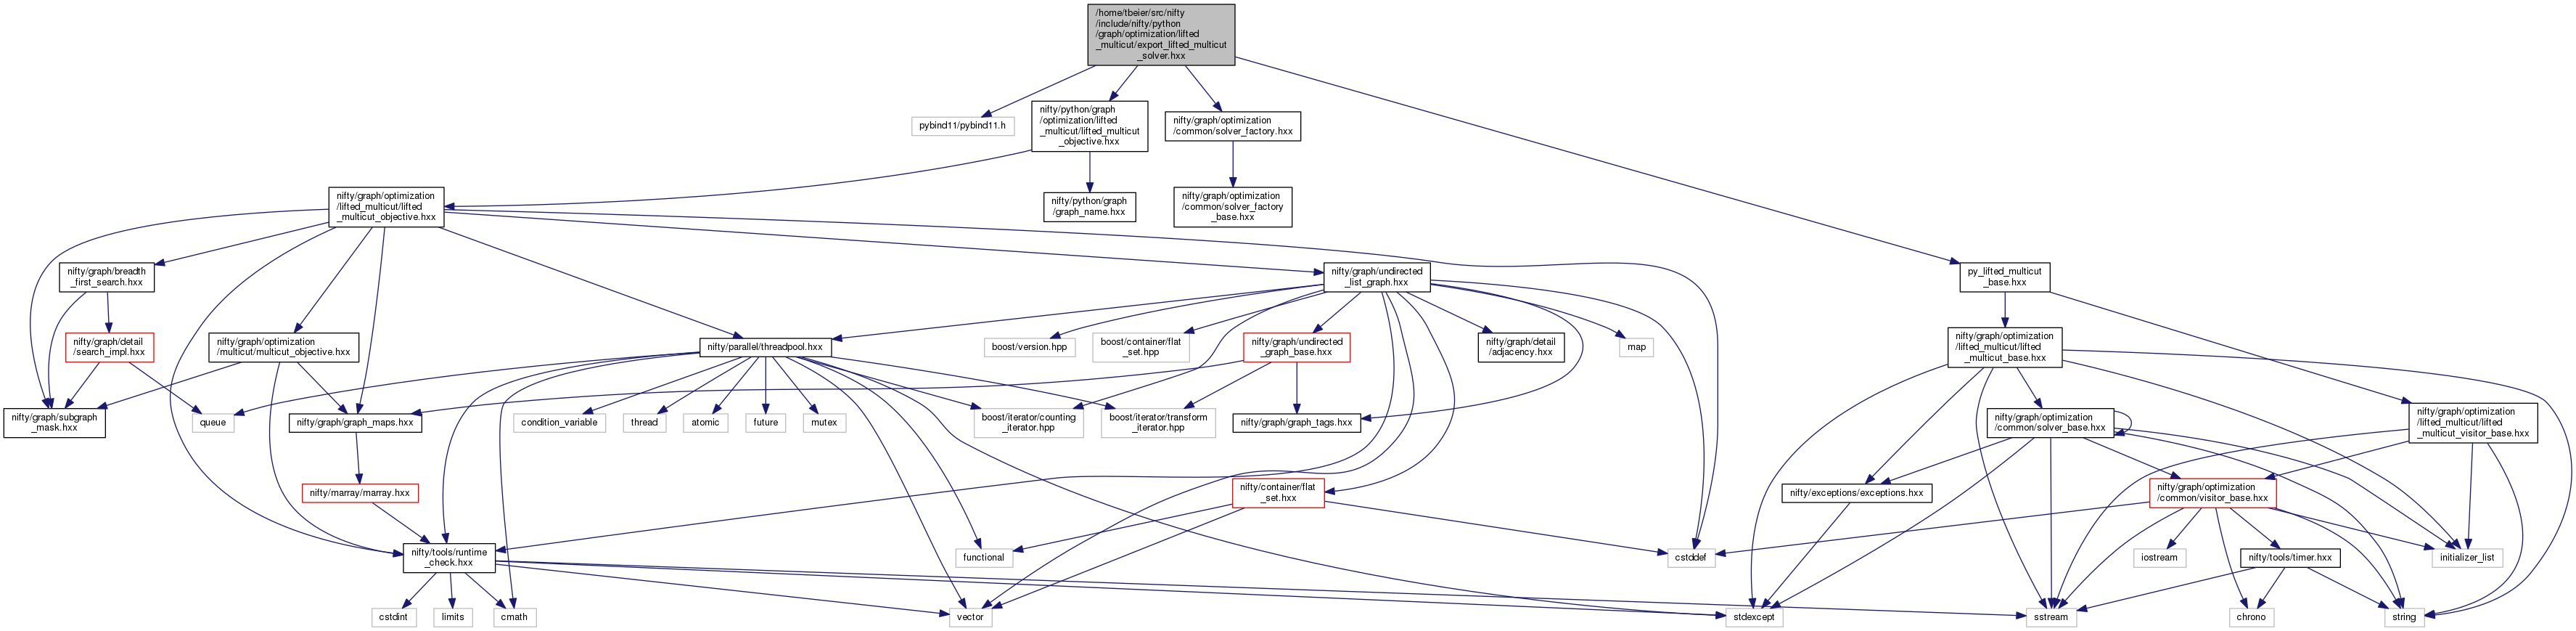 /home/tbeier/src/nifty
/include/nifty/python
/graph/optimization/lifted
_multicut/export_lifted_multicut
_solver.hxx
pybind11/pybind11.h
nifty/python/graph
/optimization/lifted
_multicut/lifted_multicut
_objective.hxx
nifty/graph/optimization
/common/solver_factory.hxx
nifty/graph/optimization
/lifted_multicut/lifted
_multicut_objective.hxx
nifty/python/graph
/graph_name.hxx
nifty/graph/optimization
/common/solver_factory
_base.hxx
nifty/graph/breadth
_first_search.hxx
nifty/graph/undirected
_list_graph.hxx
py_lifted_multicut
_base.hxx
nifty/graph/detail
/search_impl.hxx
nifty/graph/optimization
/multicut/multicut_objective.hxx
nifty/parallel/threadpool.hxx
boost/version.hpp
boost/container/flat
_set.hpp
nifty/graph/undirected
_graph_base.hxx
nifty/graph/detail
/adjacency.hxx
map
nifty/graph/optimization
/lifted_multicut/lifted
_multicut_base.hxx
nifty/graph/subgraph
_mask.hxx
queue
nifty/graph/graph_maps.hxx
condition_variable
thread
atomic
future
mutex
boost/iterator/counting
_iterator.hpp
boost/iterator/transform
_iterator.hpp
nifty/graph/graph_tags.hxx
nifty/graph/optimization
/common/solver_base.hxx
nifty/graph/optimization
/lifted_multicut/lifted
_multicut_visitor_base.hxx
nifty/marray/marray.hxx
nifty/container/flat
_set.hxx
nifty/exceptions/exceptions.hxx
nifty/graph/optimization
/common/visitor_base.hxx
nifty/tools/runtime
_check.hxx
functional
cstddef
iostream
nifty/tools/timer.hxx
initializer_list
cstdint
limits
cmath
vector
stdexcept
sstream
chrono
string